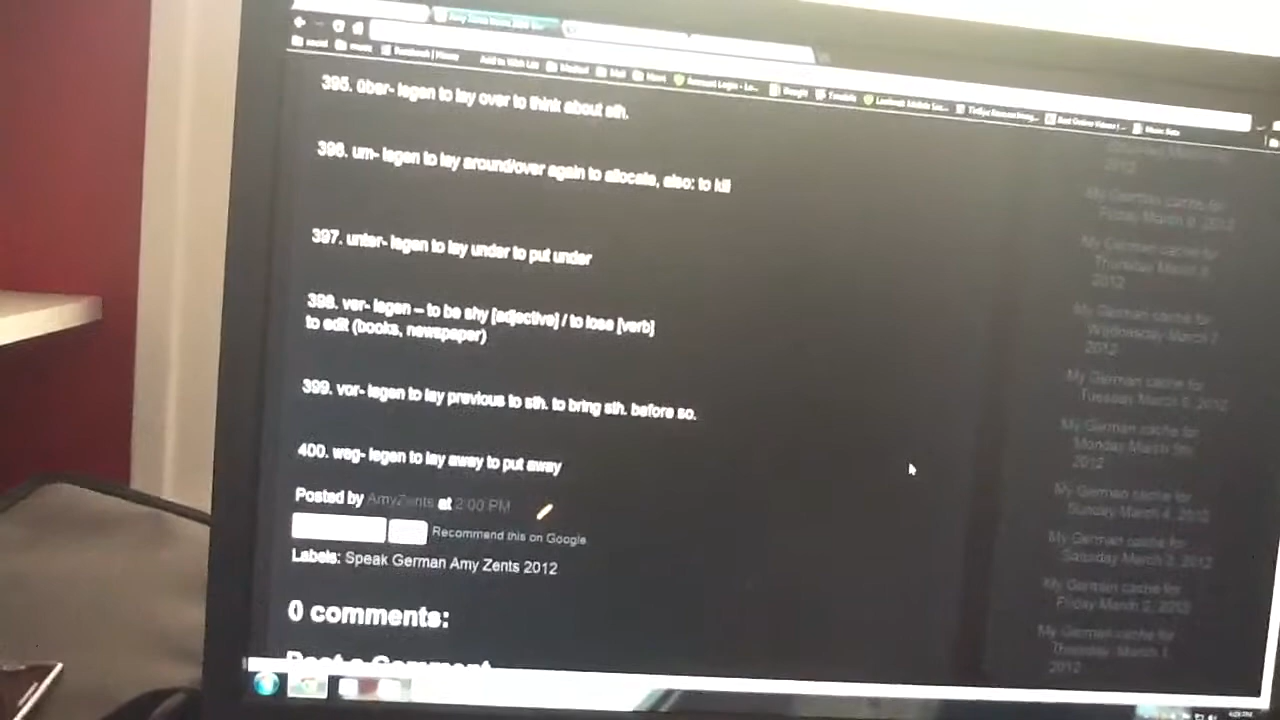 395. über- legen to lay over to think about sth.
396. um- legen to lay around/over again to allocate, also: to kill
397. unter- legen to lay under to put under
398. ver- legen – to be shy [adjective] / to lose [verb]
to edit (books, newspaper)
399. vor- legen to lay previous to sth. to bring sth. before so.
400. weg- legen to lay away to put away
Posted by AmyZents at 2:00 PM
Recommend this on Google
Labels: Speak German Amy Zents 2012
0 comments:
Post a Comment
2012
My German cache for
Friday March 9, 2012
My German cache for
Thursday March 8,
2012
My German cache for
Wednesday March 7
2012
My German cache for
Tuesday March 6, 2012
My German cache for
Monday March 5th
2012
My German cache for
Sunday March 4, 2012
My German cache for
Saturday March 3, 2012
My German cache for
Friday March 2, 2012
My German cache for
Thursday, March 1,
2012